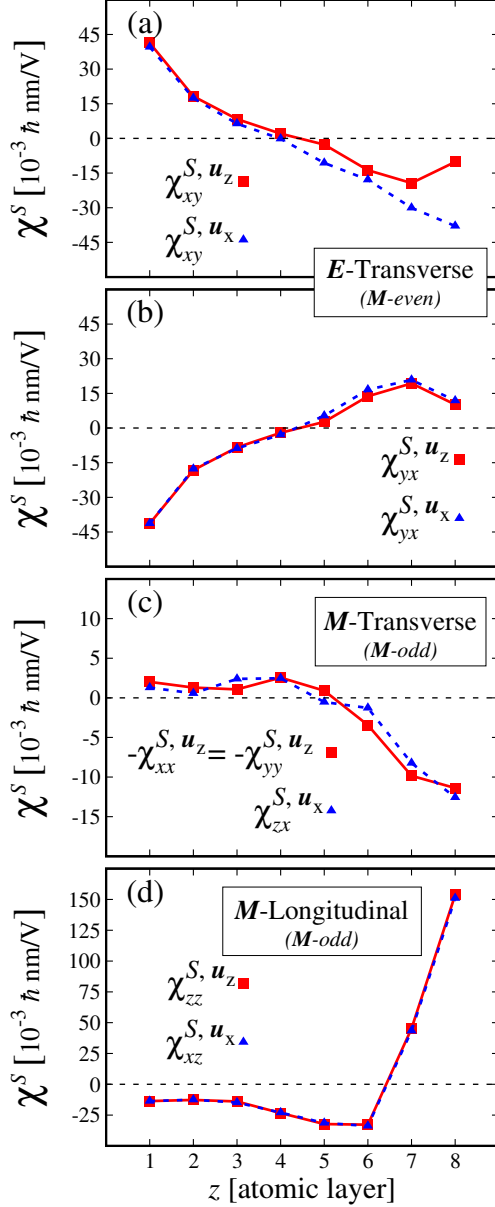 (a)
45
30
15
0
-15
-30
-45
χ^S [10^-3 ℏ nm/V]
χ_xy^S, u_z
χ_xy^S, u_x
E-Transverse
(M-even)
(b)
45
30
15
0
-15
-30
-45
χ^S [10^-3 ℏ nm/V]
χ_yx^S, u_z
χ_yx^S, u_x
(c)
M-Transverse
(M-odd)
10
5
0
-5
-10
-15
χ^S [10^-3 ℏ nm/V]
-χ_xx^S, u_z = -χ_yy^S, u_z
χ_zx^S, u_x
(d)
M-Longitudinal
(M-odd)
150
125
100
75
50
25
0
-25
χ^S [10^-3 ℏ nm/V]
χ_zz^S, u_z
χ_xz^S, u_x
1 2 3 4 5 6 7 8
z [atomic layer]